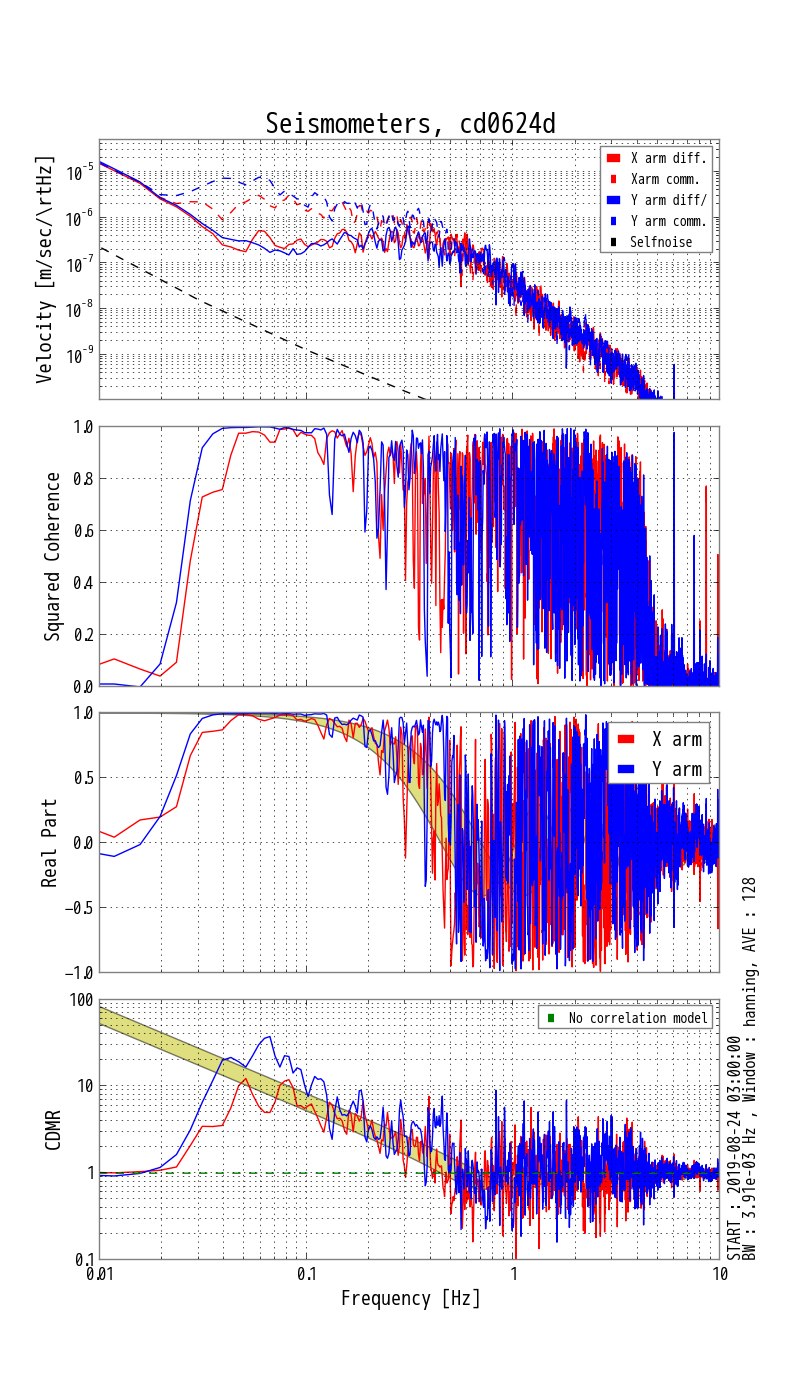 Seismometers, cd0624d
Velocity [m/sec/\rtHz]
10^-5
10^-6
10^-7
10^-8
10^-9
X arm diff.
Xarm comm.
Y arm diff/
Y arm comm.
Selfnoise
Squared Coherence
1.0
0.8
0.6
0.4
0.2
0.0
Real Part
1.0
0.5
0.0
−0.5
−1.0
X arm
Y arm
CDMR
100
10
1
0.1
No correlation model
0.01
0.1
1
10
Frequency [Hz]
START : 2019-08-24 03:00:00
BW : 3.91e-03 Hz , Window : hanning, AVE : 128